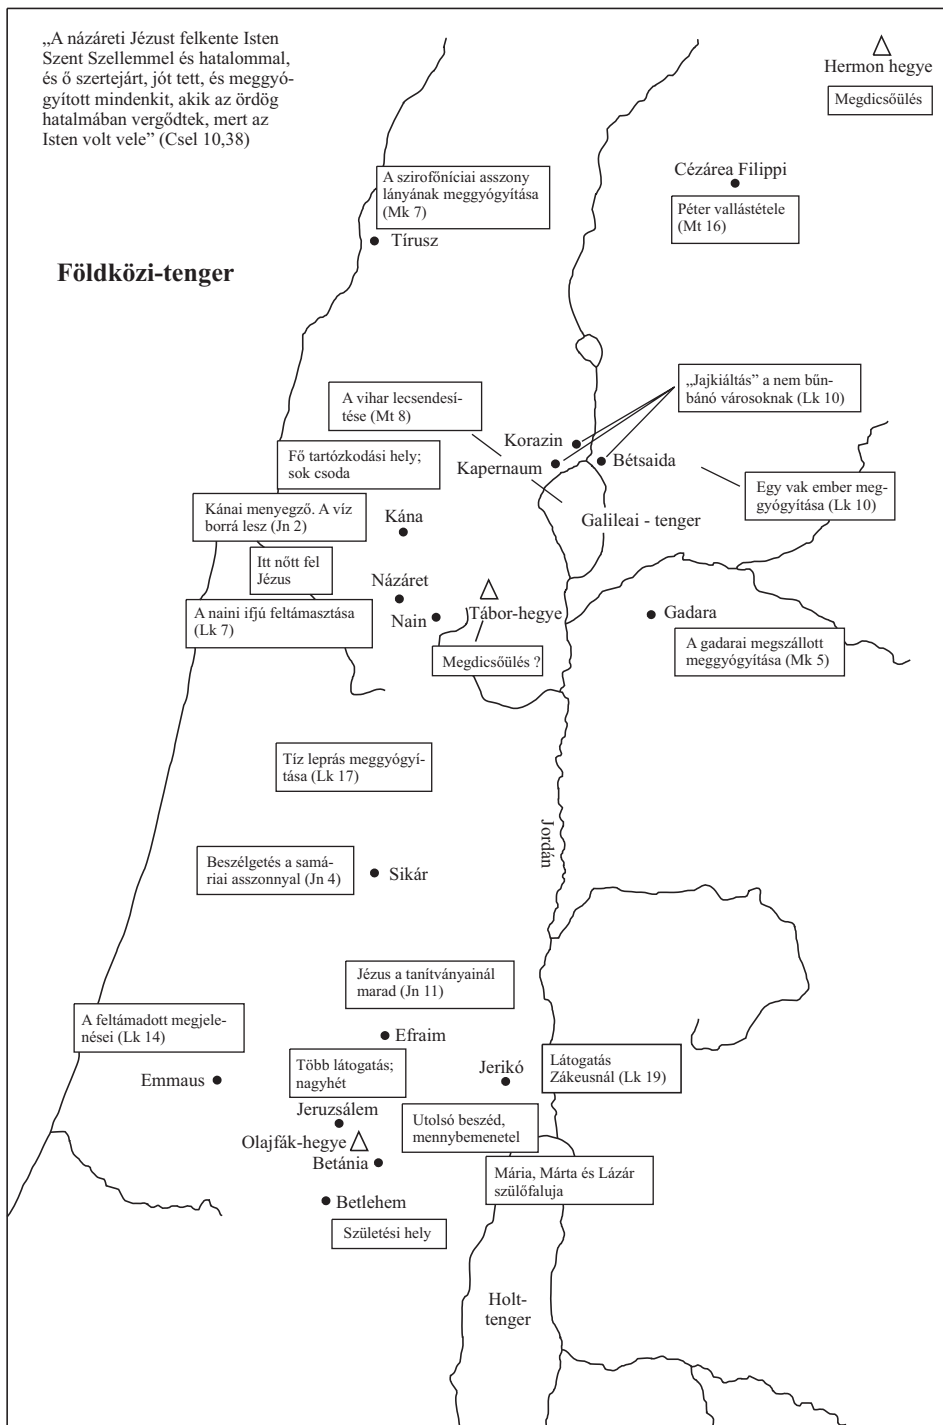 „A názáreti Jézust felkente Isten
Szent Szellemmel és hatalommal,
és ő szertejárt, jót tett, és meggyó-
gyított mindenkit, akik az ördög
hatalmában vergődtek, mert az
Isten volt vele” (Csel 10,38)
Hermon hegye
Megdicsőülés
Cézárea Filippi
Péter vallástétele
(Mt 16)
A szirofőníciai asszony
lányának meggyógyítása
(Mk 7)
Tírusz
Földközi-tenger
„Jajkiáltás” a nem bűn-
bánó városoknak (Lk 10)
A vihar lecsendesí-
tése (Mt 8)
Korazin
Kapernaum
Bétsaida
Fő tartózkodási hely;
sok csoda
Egy vak ember meg-
gyógyítása (Lk 10)
Kánai menyegző. A víz
borrá lesz (Jn 2)
Kána
Galileai - tenger
Itt nőtt fel
Jézus
Názáret
A naini ifjú feltámasztása
(Lk 7)
Nain
Tábor-hegye
Gadara
Megdicsőülés ?
A gadarai megszállott
meggyógyítása (Mk 5)
Tíz leprás meggyógyí-
tása (Lk 17)
Jordán
Beszélgetés a samá-
riai asszonnyal (Jn 4)
Sikár
Jézus a tanítványainál
marad (Jn 11)
A feltámadott megjele-
nései (Lk 14)
Efraim
Emmaus
Több látogatás;
nagyhét
Jerikó
Látogatás
Zákeusnál (Lk 19)
Jeruzsálem
Olajfák-hegye
Utolsó beszéd,
mennybemenetel
Betánia
Mária, Márta és Lázár
szülőfaluja
Betlehem
Születési hely
Holt-
tenger